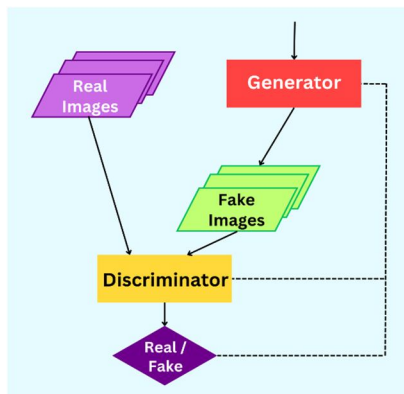 Real
Images
Generator
Fake
Images
Discriminator
Real /
Fake